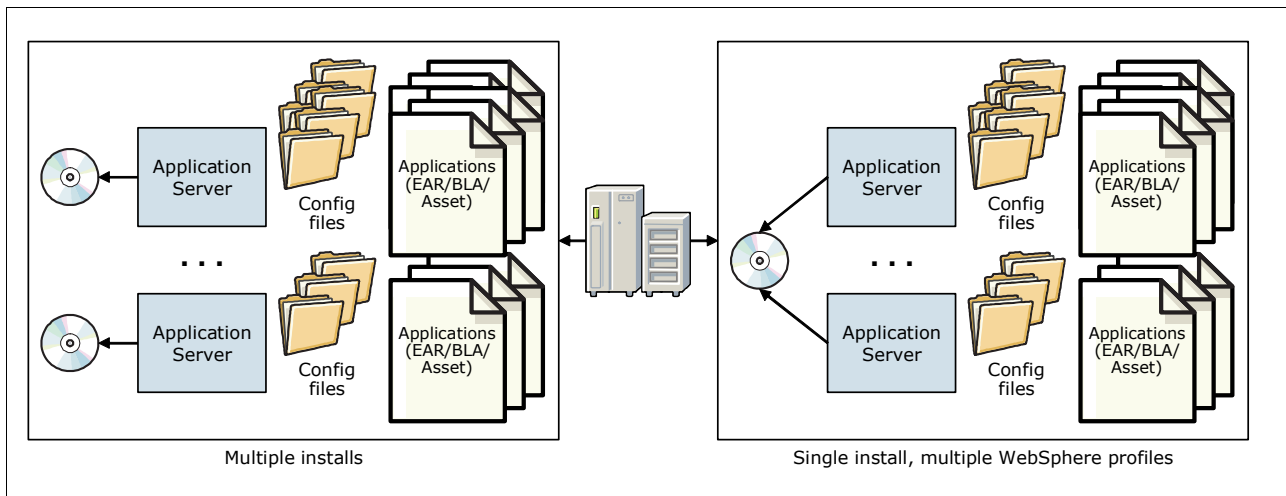 Application
Server
Config
files
Applications
(EAR/BLA/
Asset)
...
Application
Server
Config
files
Applications
(EAR/BLA/
Asset)
Multiple installs
Application
Server
Config
files
Applications
(EAR/BLA/
Asset)
...
Application
Server
Config
files
Applications
(EAR/BLA/
Asset)
Single install, multiple WebSphere profiles